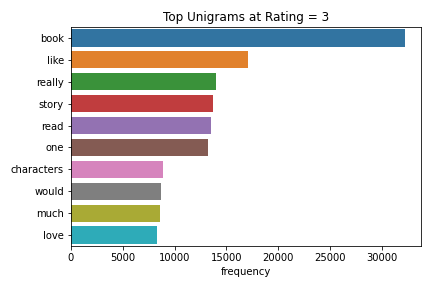 Top Unigrams at Rating = 3
book
like
really
story
read
one
characters
would
much
love
0 5000 10000 15000 20000 25000 30000
frequency